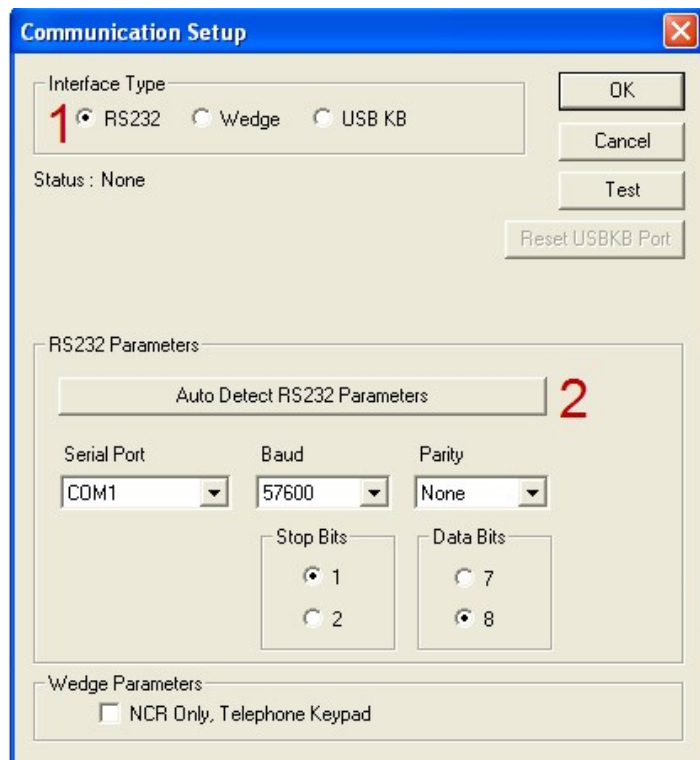 Communication Setup
Interface Type
1 RS232 Wedge USB KB
OK
Cancel
Status : None
Test
Reset USBKB Port
RS232 Parameters
Auto Detect RS232 Parameters 2
Serial Port Baud Parity
COM1 57600 None
Stop Bits Data Bits
1 7
2 8
Wedge Parameters
NCR Only, Telephone Keypad